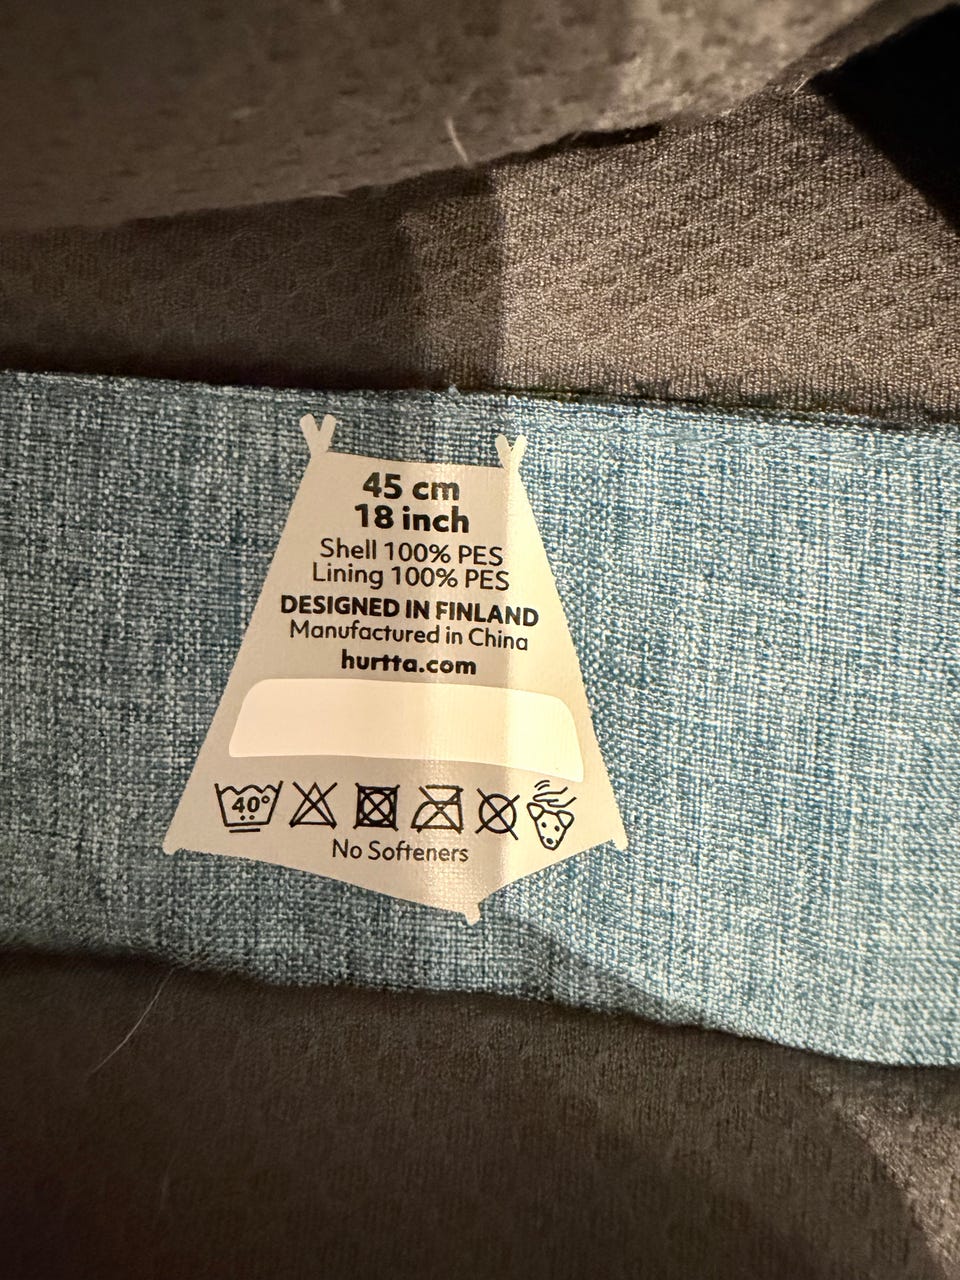 45 cm
18 inch
Shell 100% PES
Lining 100% PES
DESIGNED IN FINLAND
Manufactured in China
hurtta.com
40°
No Softeners